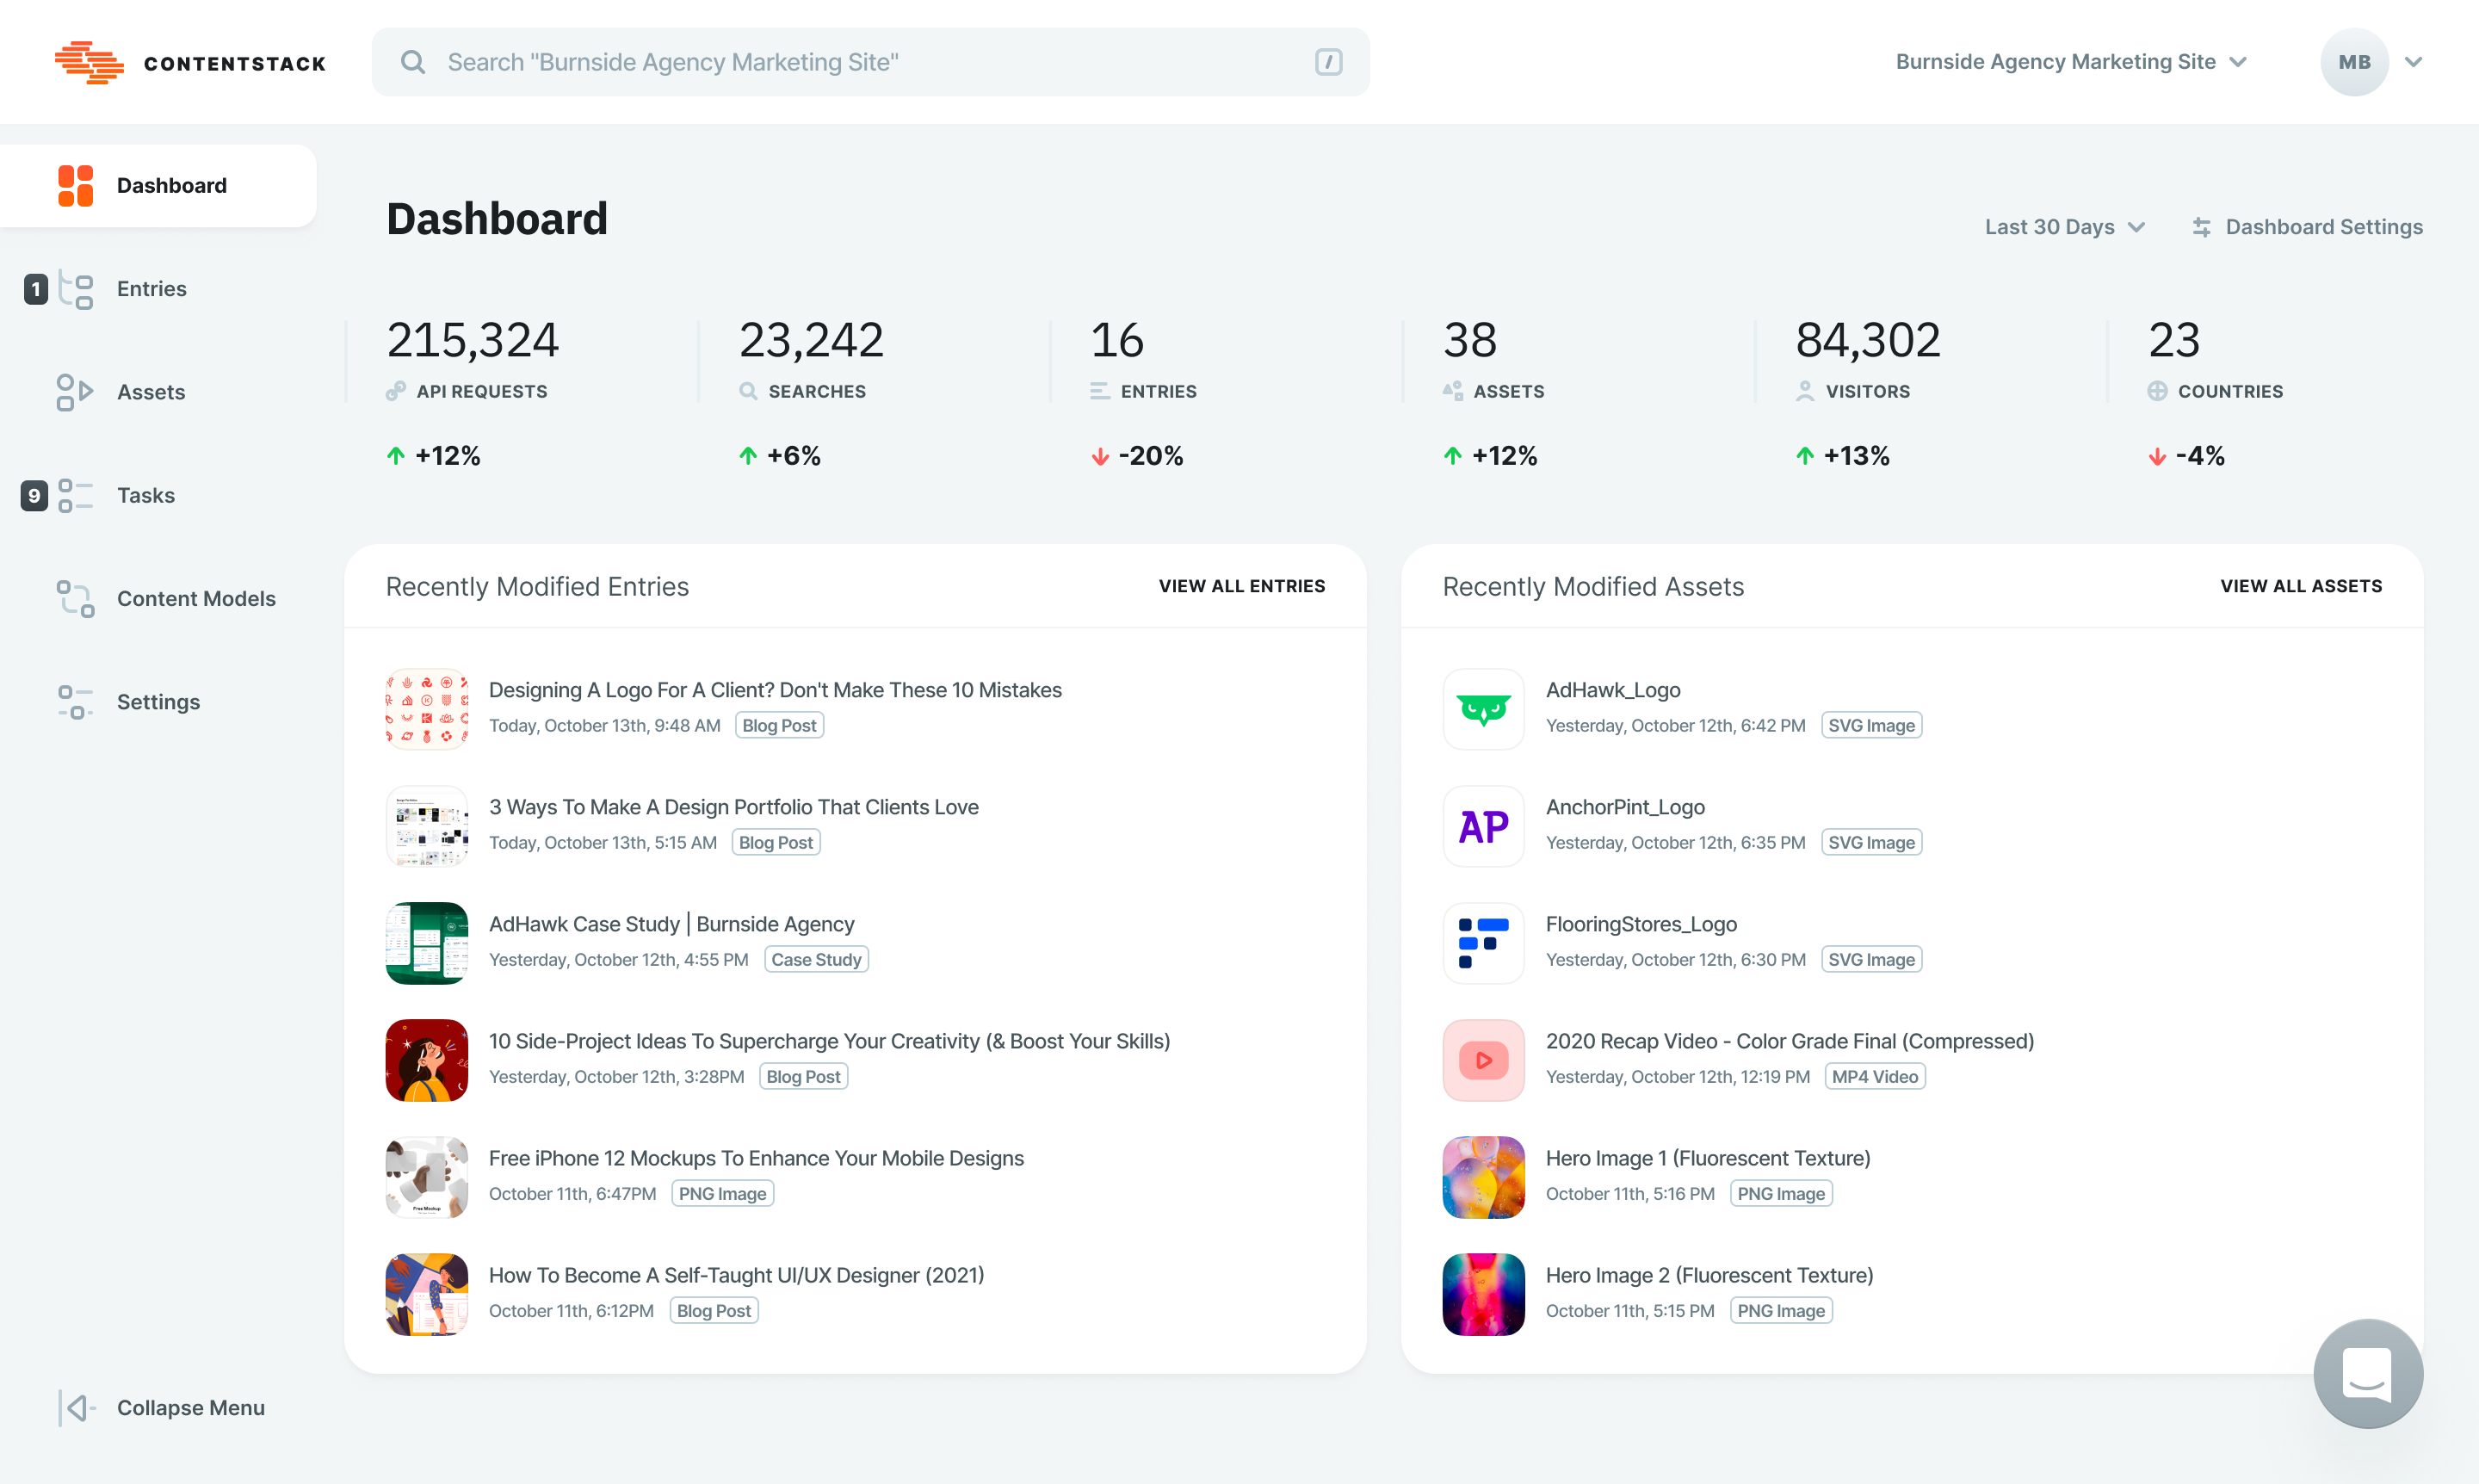 CONTENTSTACK
Search "Burnside Agency Marketing Site"
/
Burnside Agency Marketing Site
MB
Dashboard
1 Entries
Assets
9 Tasks
Content Models
Settings
Collapse Menu
Dashboard
Last 30 Days
Dashboard Settings
215,324
API REQUESTS
+12%
23,242
SEARCHES
+6%
16
ENTRIES
-20%
38
ASSETS
+12%
84,302
VISITORS
+13%
23
COUNTRIES
-4%
Recently Modified Entries
VIEW ALL ENTRIES
Designing A Logo For A Client? Don't Make These 10 Mistakes
Today, October 13th, 9:48 AM Blog Post
3 Ways To Make A Design Portfolio That Clients Love
Today, October 13th, 5:15 AM Blog Post
AdHawk Case Study | Burnside Agency
Yesterday, October 12th, 4:55 PM Case Study
10 Side-Project Ideas To Supercharge Your Creativity (& Boost Your Skills)
Yesterday, October 12th, 3:28PM Blog Post
Free Mockup
Free iPhone 12 Mockups To Enhance Your Mobile Designs
October 11th, 6:47PM PNG Image
How To Become A Self-Taught UI/UX Designer (2021)
October 11th, 6:12PM Blog Post
Recently Modified Assets
VIEW ALL ASSETS
AdHawk_Logo
Yesterday, October 12th, 6:42 PM SVG Image
AP
AnchorPint_Logo
Yesterday, October 12th, 6:35 PM SVG Image
FlooringStores_Logo
Yesterday, October 12th, 6:30 PM SVG Image
2020 Recap Video - Color Grade Final (Compressed)
Yesterday, October 12th, 12:19 PM MP4 Video
Hero Image 1 (Fluorescent Texture)
October 11th, 5:16 PM PNG Image
Hero Image 2 (Fluorescent Texture)
October 11th, 5:15 PM PNG Image